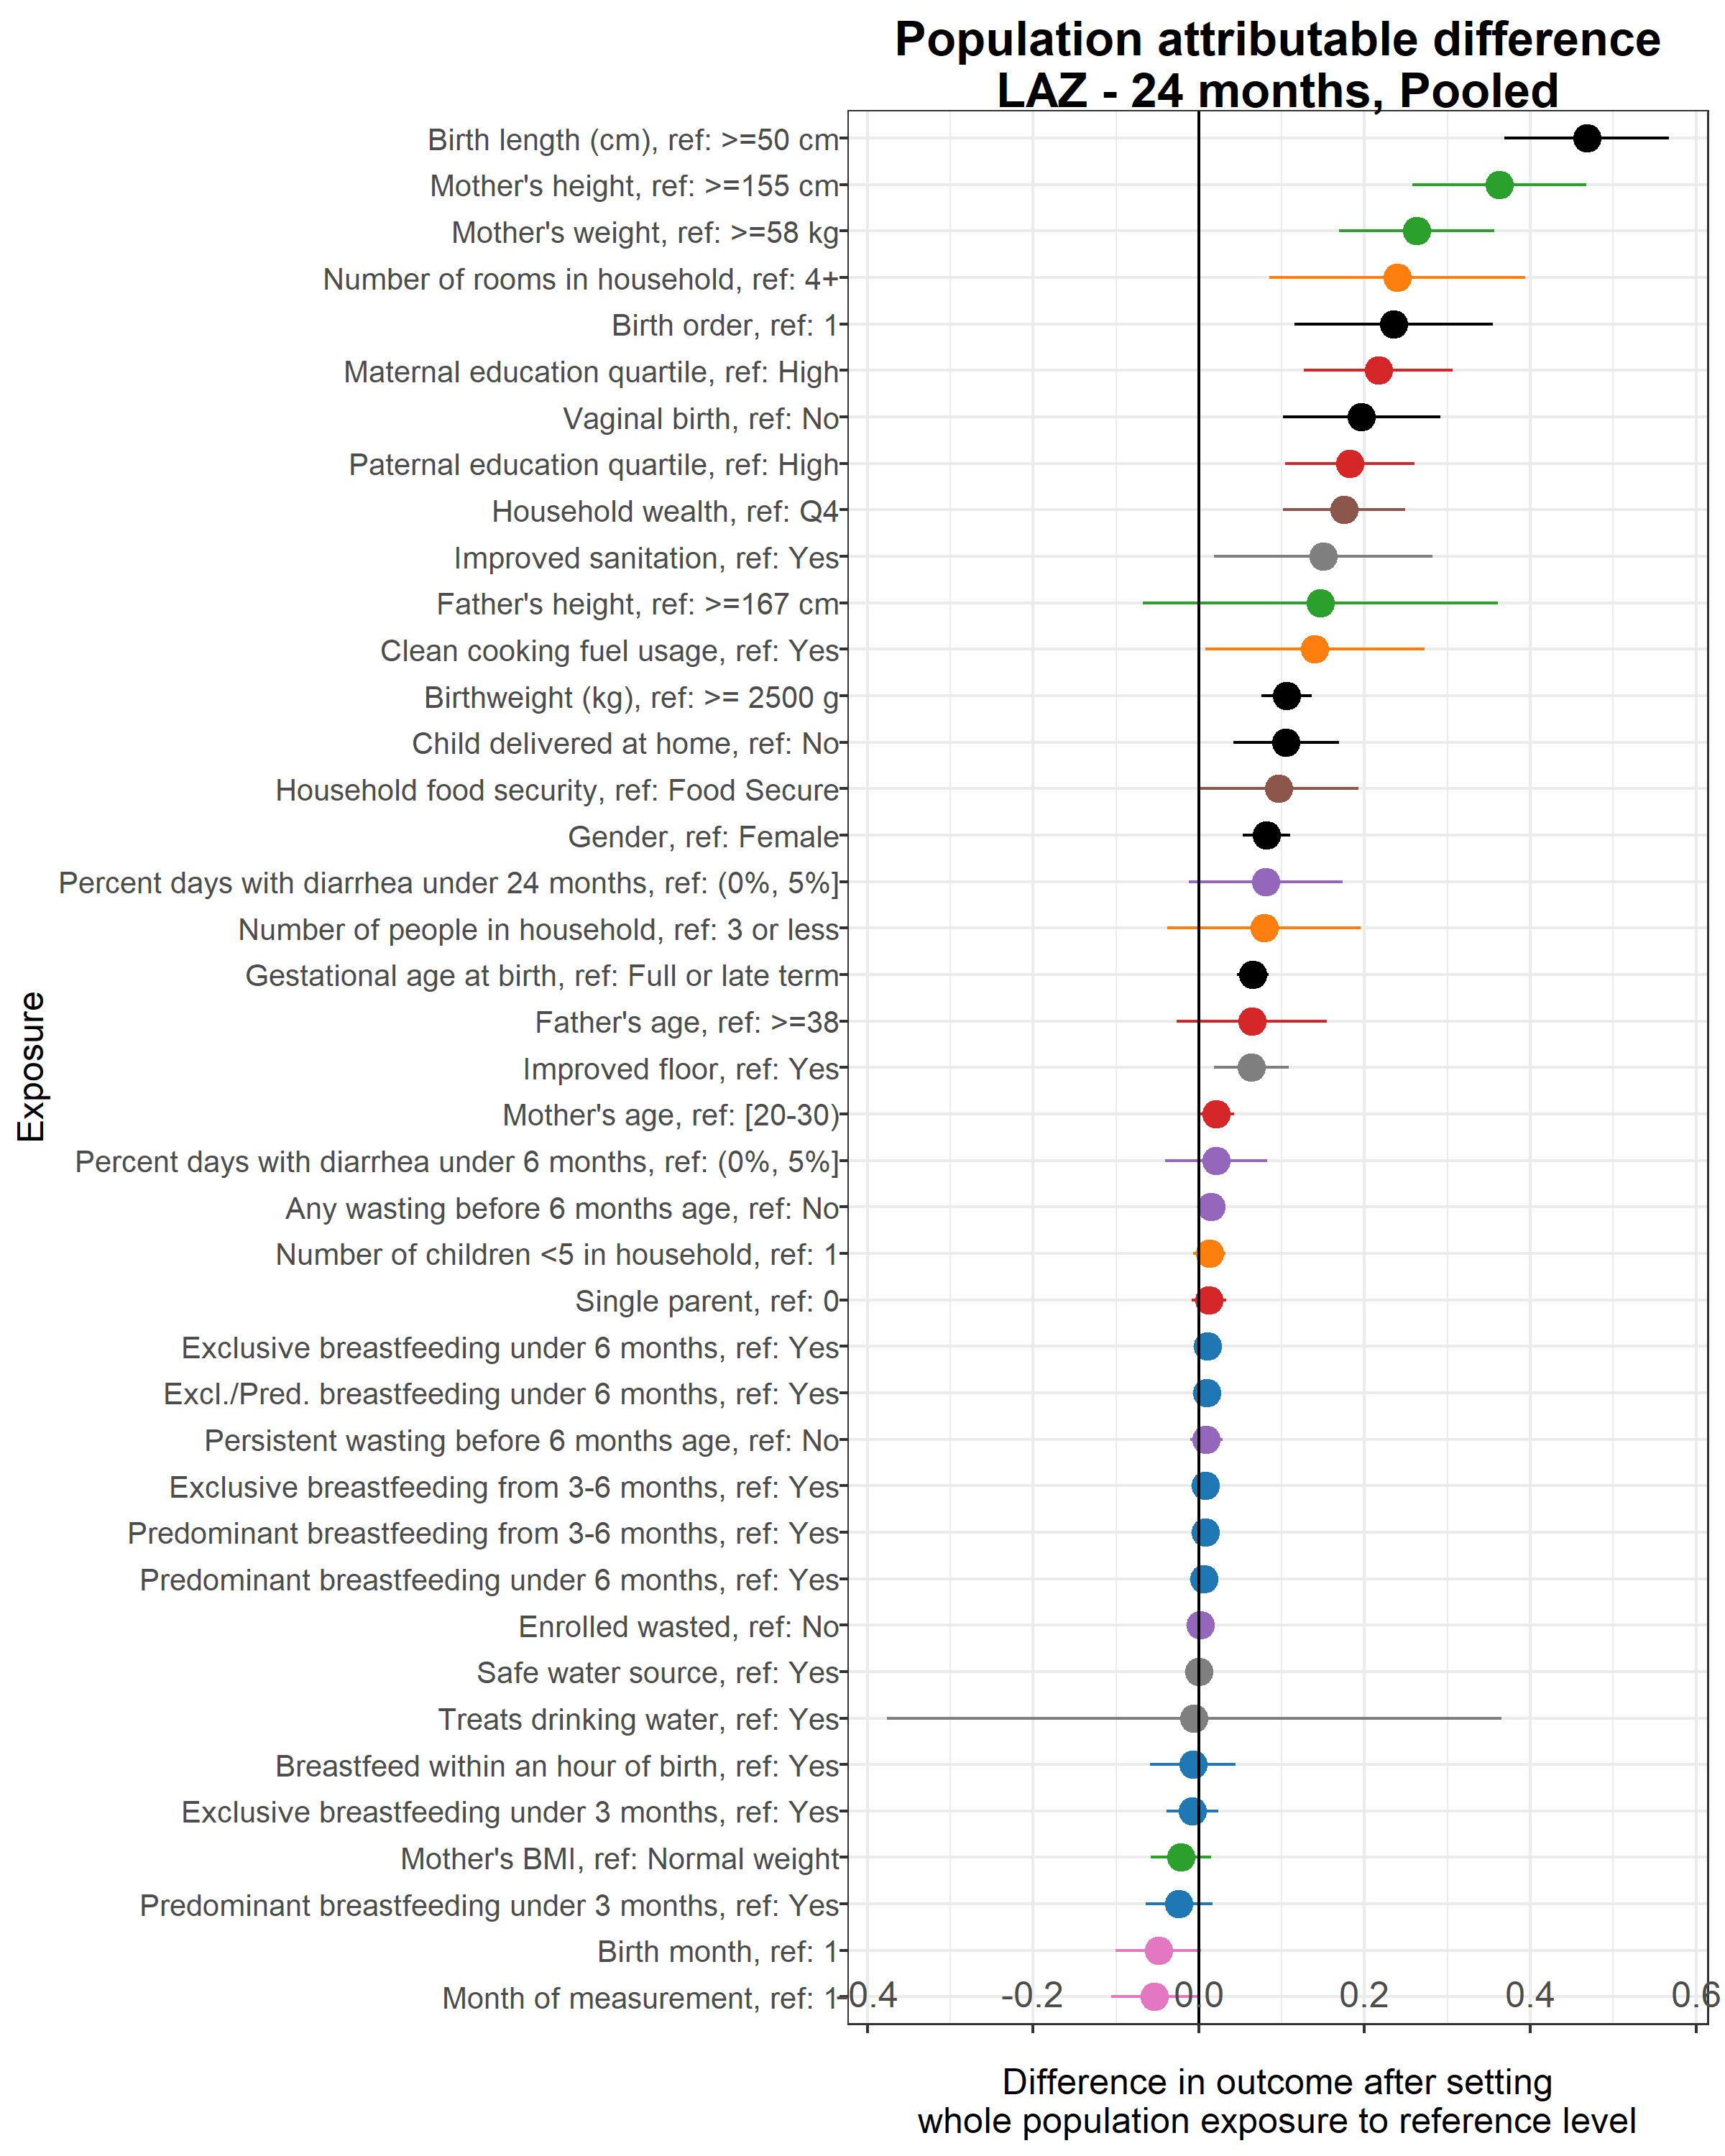 Population attributable difference
LAZ - 24 months, Pooled
Birth length (cm), ref: >=50 cm
Mother's height, ref: >=155 cm
Mother's weight, ref: >=58 kg
Number of rooms in household, ref: 4+
Birth order, ref: 1
Maternal education quartile, ref: High
Vaginal birth, ref: No
Paternal education quartile, ref: High
Household wealth, ref: Q4
Improved sanitation, ref: Yes
Father's height, ref: >=167 cm
Clean cooking fuel usage, ref: Yes
Birthweight (kg), ref: >= 2500 g
Child delivered at home, ref: No
Household food security, ref: Food Secure
Gender, ref: Female
Percent days with diarrhea under 24 months, ref: (0%, 5%]
Number of people in household, ref: 3 or less
Gestational age at birth, ref: Full or late term
Father's age, ref: >=38
Improved floor, ref: Yes
Mother's age, ref: [20-30)
Percent days with diarrhea under 6 months, ref: (0%, 5%]
Any wasting before 6 months age, ref: No
Number of children <5 in household, ref: 1
Single parent, ref: 0
Exclusive breastfeeding under 6 months, ref: Yes
Excl./Pred. breastfeeding under 6 months, ref: Yes
Persistent wasting before 6 months age, ref: No
Exclusive breastfeeding from 3-6 months, ref: Yes
Predominant breastfeeding from 3-6 months, ref: Yes
Predominant breastfeeding under 6 months, ref: Yes
Enrolled wasted, ref: No
Safe water source, ref: Yes
Treats drinking water, ref: Yes
Breastfeed within an hour of birth, ref: Yes
Exclusive breastfeeding under 3 months, ref: Yes
Mother's BMI, ref: Normal weight
Predominant breastfeeding under 3 months, ref: Yes
Birth month, ref: 1
Month of measurement, ref: 1
-0.4 -0.2 0.0 0.2 0.4 0.6
Exposure
Difference in outcome after setting
whole population exposure to reference level